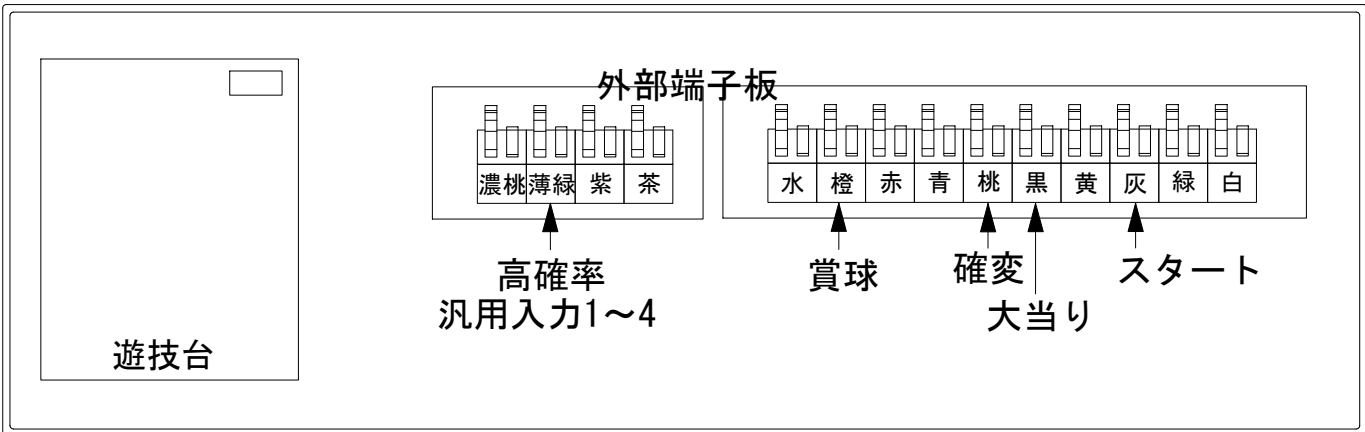 外部端子板
濃桃 薄緑 紫 茶 水 橙 赤 青 桃 黒 黄 灰 緑 白
高確率 賞球 確変 スタート
汎用入力1～4 大当り
遊技台